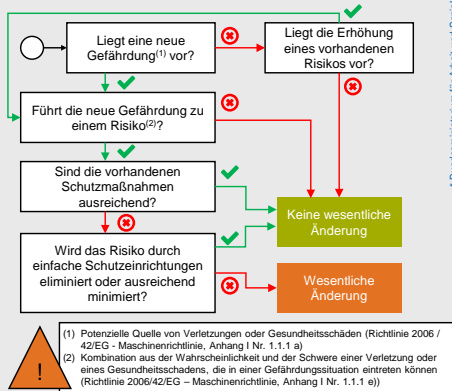 Liegt eine neue
Gefährdung(1) vor?
Liegt die Erhöhung
eines vorhandenen
Risikos vor?
Führt die neue Gefährdung zu
einem Risiko(2)?
Sind die vorhandenen
Schutzmaßnahmen
ausreichend?
Keine wesentliche
Änderung
Wird das Risiko durch
einfache Schutzeinrichtungen
eliminiert oder ausreichend
minimiert?
Wesentliche
Änderung
!
(1) Potenzielle Quelle von Verletzungen oder Gesundheitsschäden (Richtlinie 2006 /
42/EG - Maschinenrichtlinie, Anhang I Nr. 1.1.1 a)
(2) Kombination aus der Wahrscheinlichkeit und der Schwere einer Verletzung oder
eines Gesundheitsschadens, die in einer Gefährdungssituation eintreten können
(Richtlinie 2006/42/EG – Maschinenrichtlinie, Anhang I Nr. 1.1.1 e))